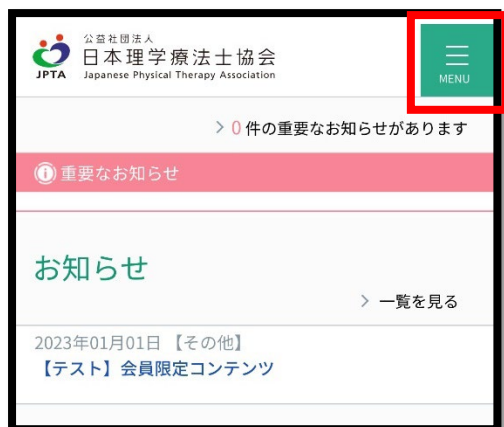 公益社団法人
日本理学療法士協会
JPTA Japanese Physical Therapy Association
MENU
> 0 件の重要なお知らせがあります
重要なお知らせ
お知らせ
> 一覧を見る
2023年01月01日 【その他】
【テスト】会員限定コンテンツ